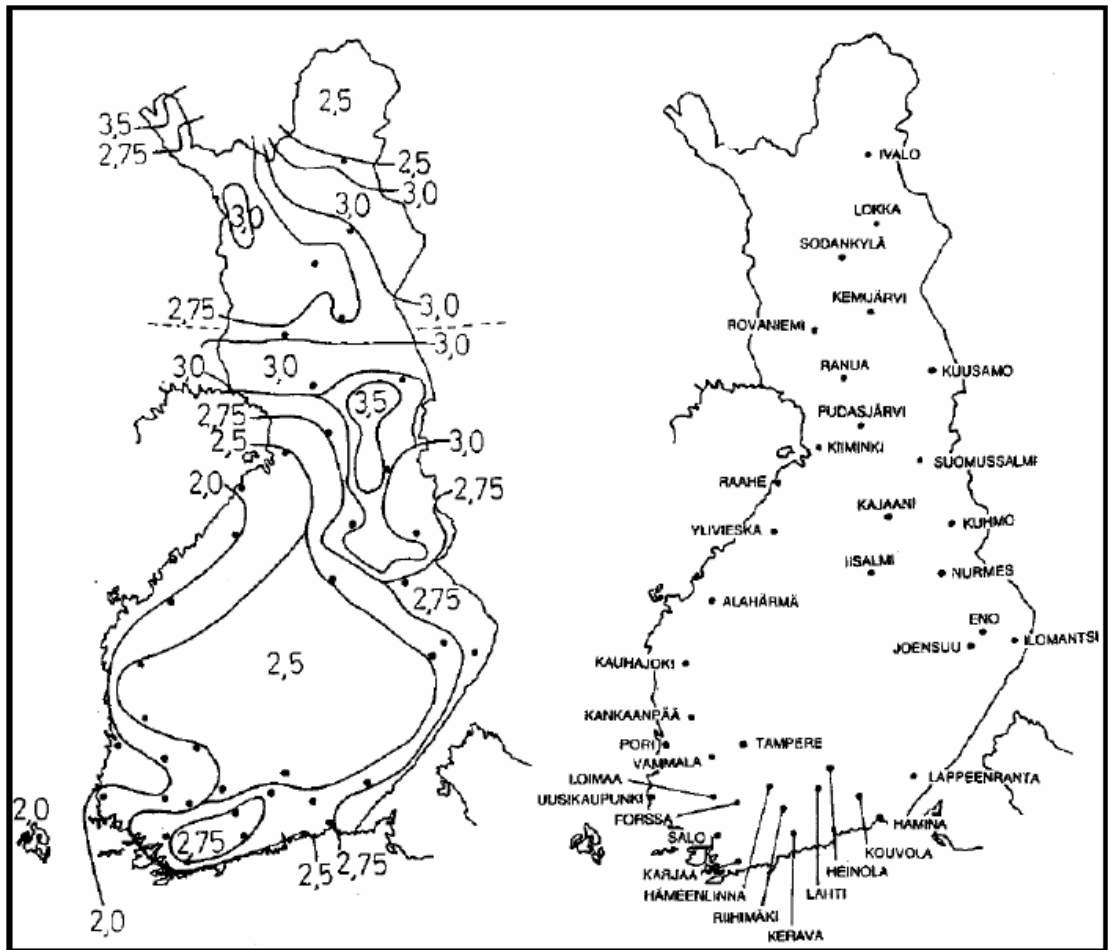 2,5
3,5
2,75
2,5
3,0
3,0
3,0
3,0
2,75
3,0
3,0
3,0
2,75
3,5
2,5
3,0
2,0
2,75
2,75
2,5
2,0
2,75
2,5
2,75
2,0
IVALO
LOKKA
SODANKYLÄ
KEMIJÄRVI
ROVANIEMI
RANUA
KUUSAMO
PUDASJÄRVI
KIIMINKI
SUOMUSSALMI
RAAHE
KAJAANI
YLIVIESKA
KUHMO
IISALMI
NURMES
ALAHÄRMÄ
ENO
ILOMANTSI
JOENSUU
KAUHAJOKI
KANKAANPÄÄ
PORI
TAMPERE
VAMMALA
LOIMAA
LAPPEENRANTA
UUSIKAUPUNKI
FORSSA
HAMINA
SALO
KOUVOLA
KARJAA
HEINOLA
HÄMEENLINNA
LAHTI
RIIHIMÄKI
KERAVA